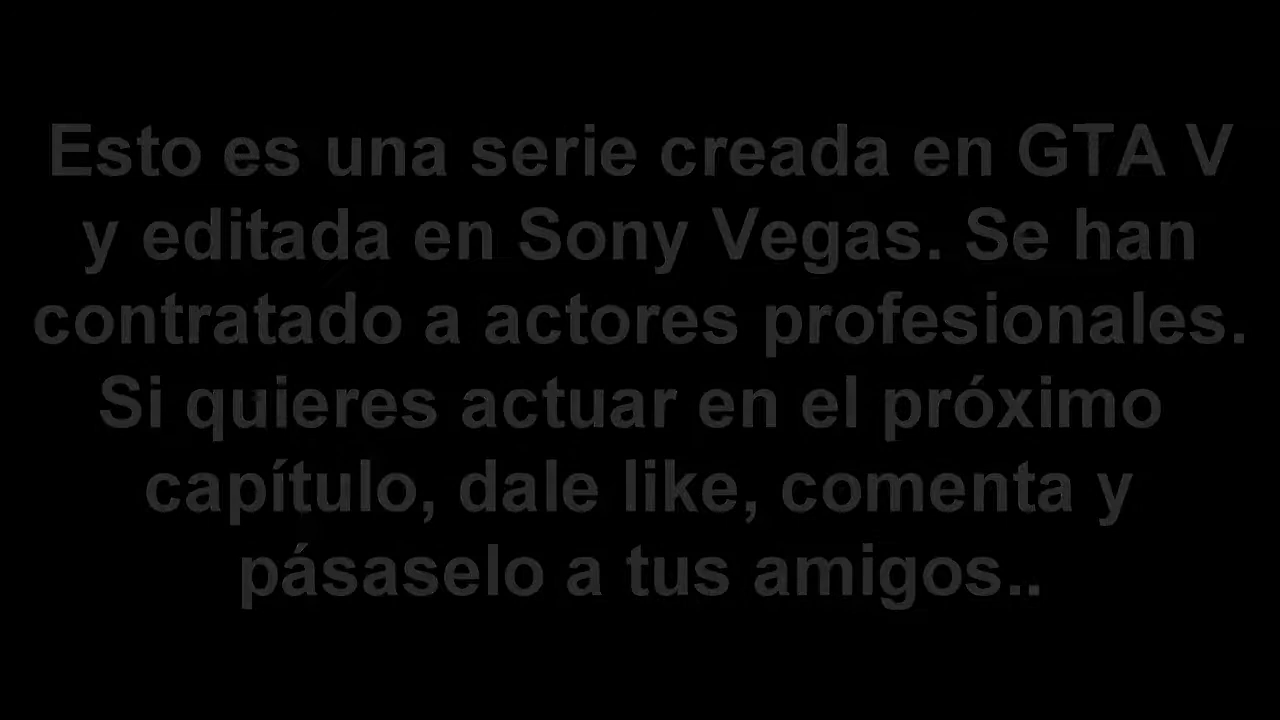 Esto es una serie creada en GTA V
y editada en Sony Vegas. Se han
contratado a actores profesionales.
Si quieres actuar en el próximo
capítulo, dale like, comenta y
pásaselo a tus amigos..